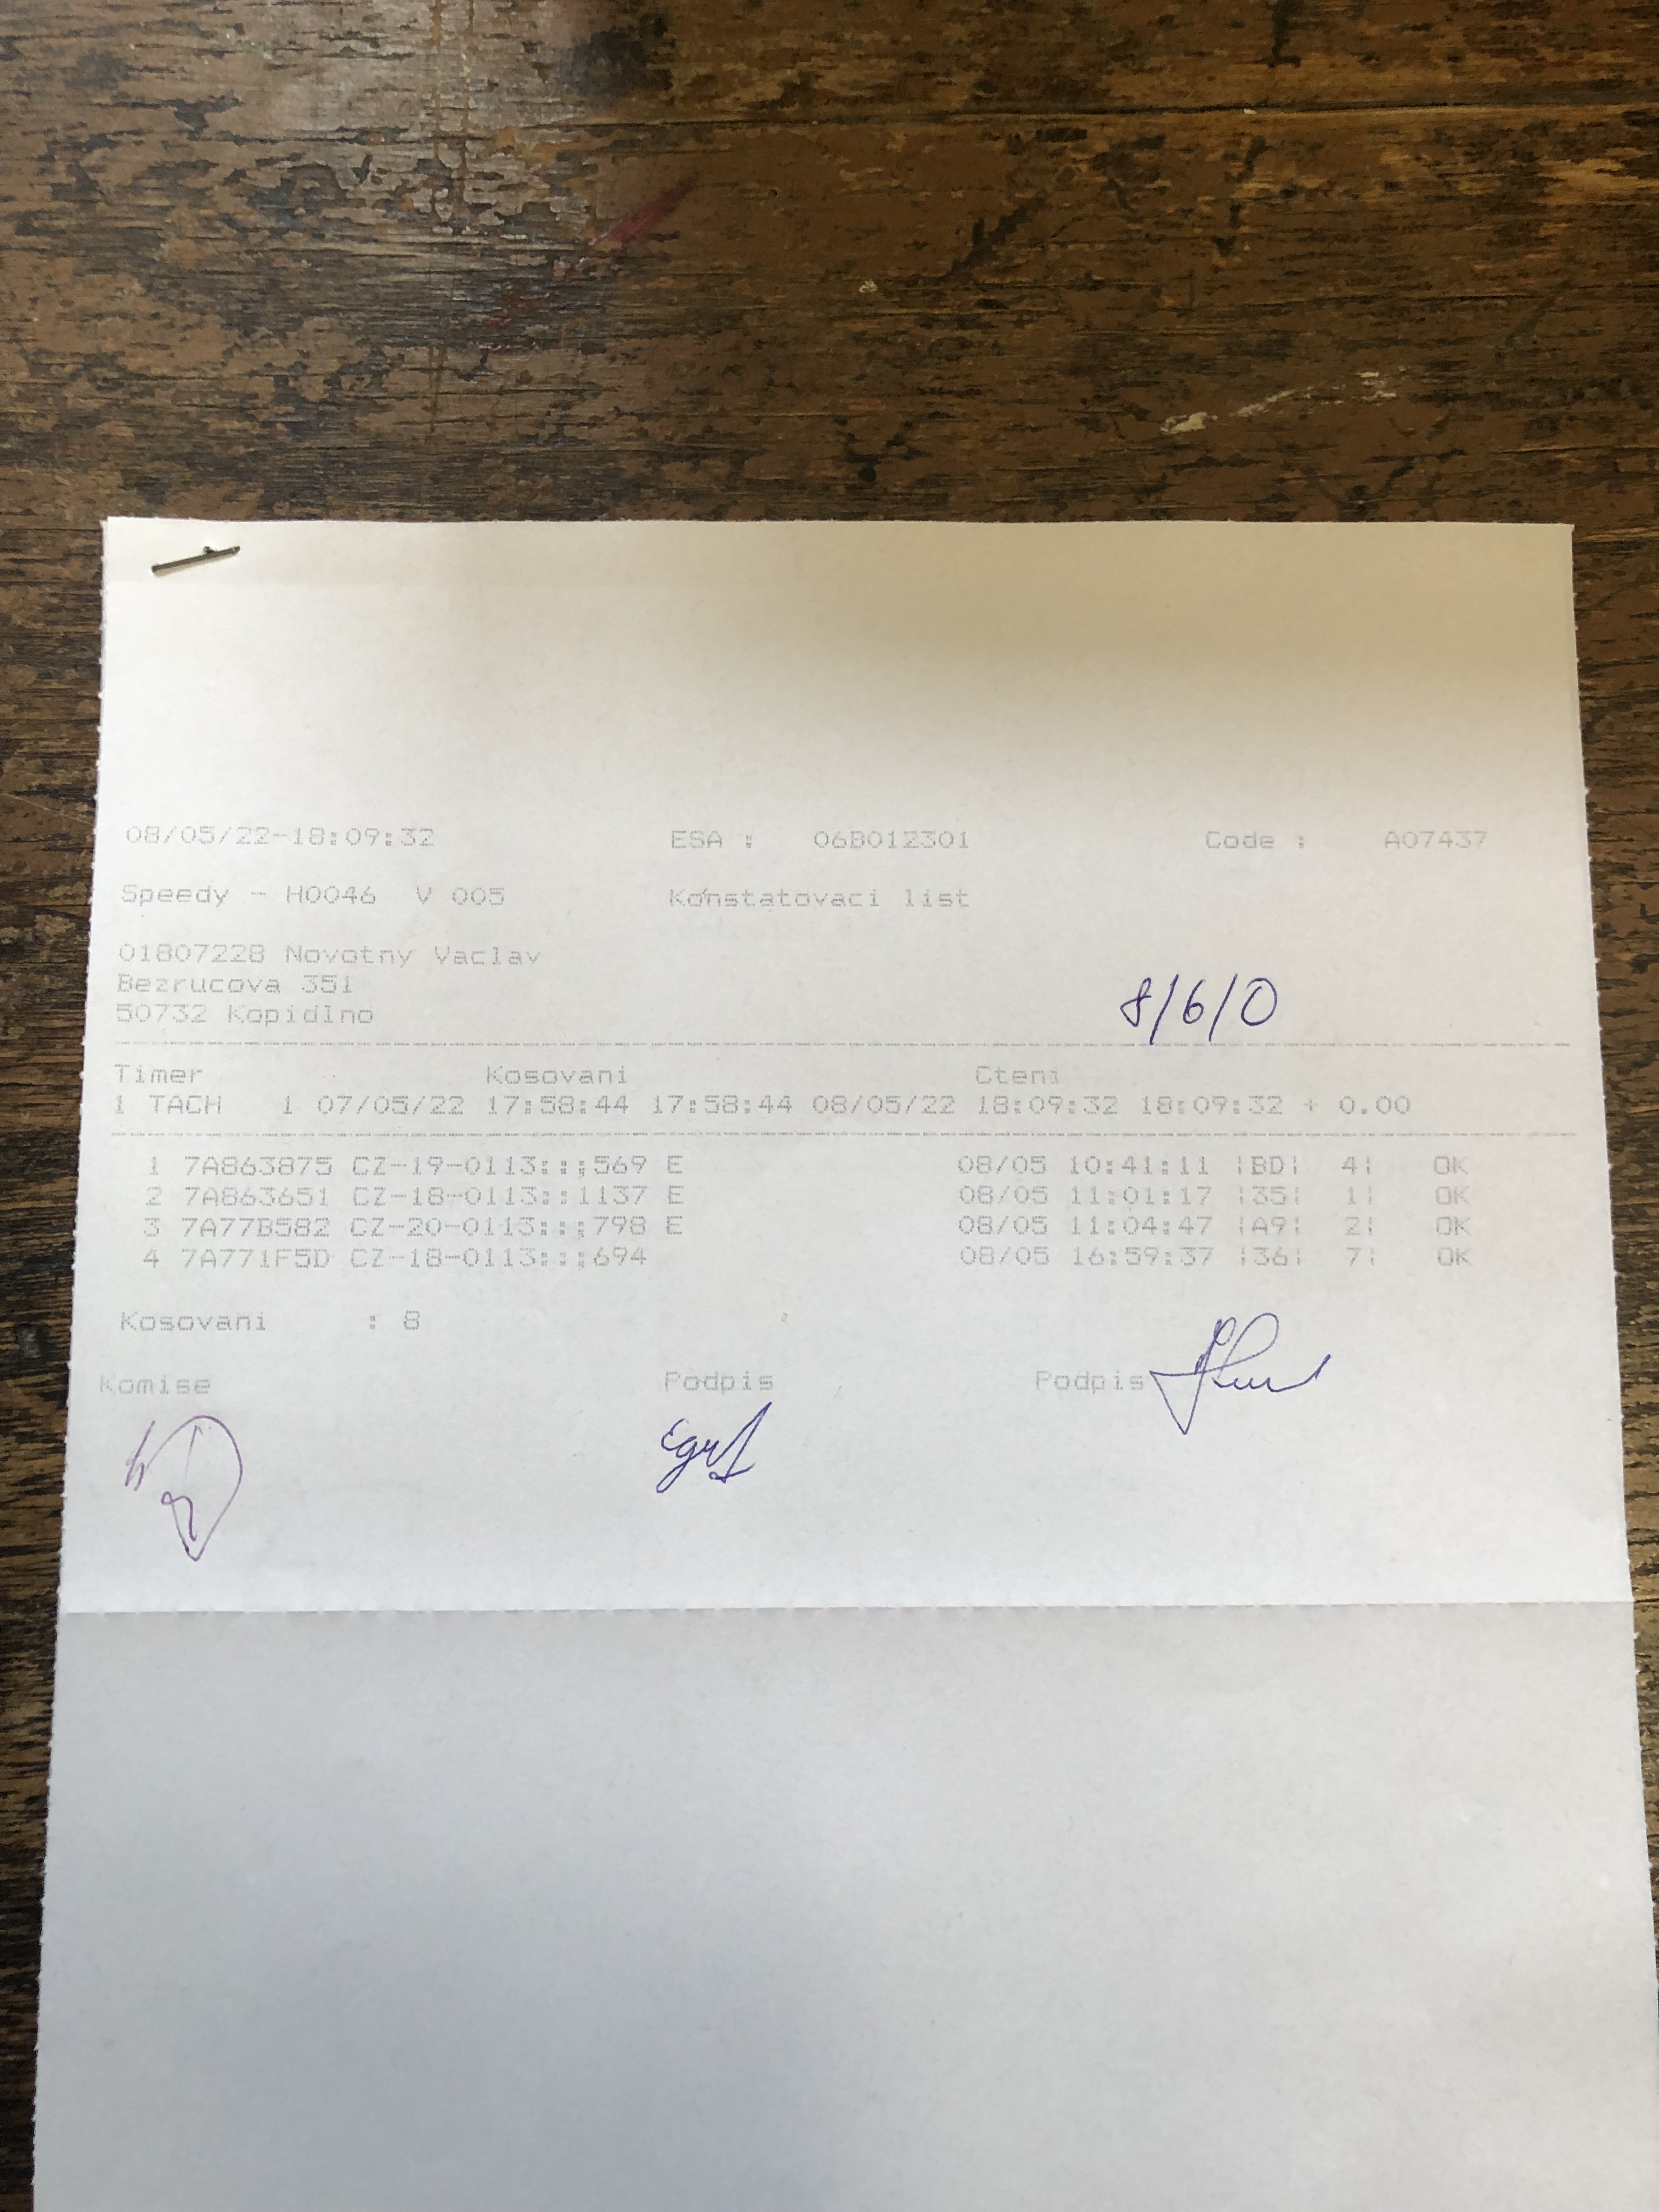 08/05/22-18:09:32 ESA : 06B012301 Code : A07437
Speedy - H0046 V 005 Konstatovaci list
01807228 Novotny Vaclav
Bezrucova 351
50732 Kopidlno
8/6/0
Timer Kosovani Cteni
1 TACH 1 07/05/22 17:58:44 17:58:44 08/05/22 18:09:32 18:09:32 + 0.00
1 7A863875 CZ-19-0113::;569 E 08/05 10:41:11 |BD| 4| OK
2 7A863651 CZ-18-0113::1137 E 08/05 11:01:17 |35| 1| OK
3 7A77B582 CZ-20-0113::;798 E 08/05 11:04:47 |A9| 2| OK
4 7A771F5D CZ-18-0113::;694 08/05 16:59:37 |36| 7| OK
Kosovani : 8
Komise Podpis Podpis